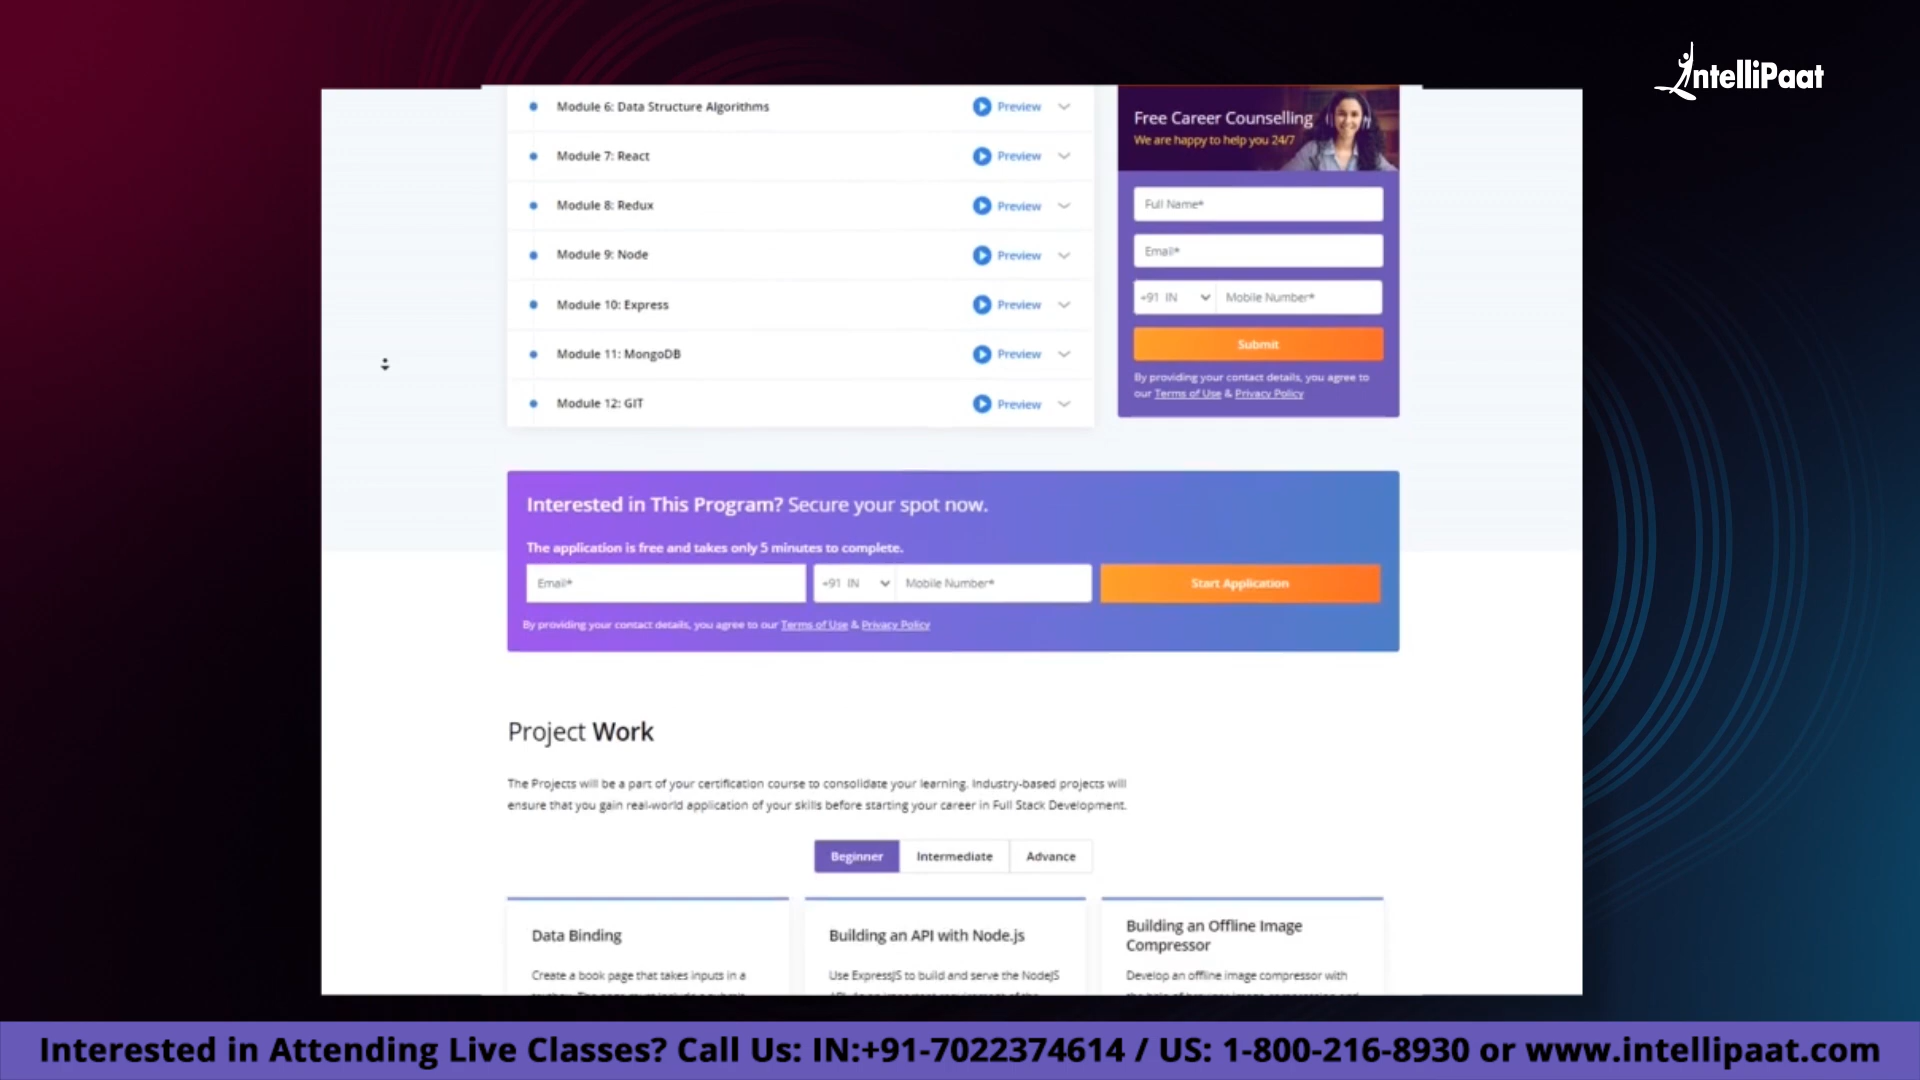 IntelliPaat
Module 6: Data Structure Algorithms Preview
Module 7: React Preview
Module 8: Redux Preview
Module 9: Node Preview
Module 10: Express Preview
Module 11: MongoDB Preview
Module 12: GIT Preview
Free Career Counselling
We are happy to help you 24/7
Full Name*
Email*
+91 IN Mobile Number*
Submit
By providing your contact details, you agree to
our Terms of Use & Privacy Policy
Interested in This Program? Secure your spot now.
The application is free and takes only 5 minutes to complete.
Email* +91 IN Mobile Number* Start Application
By providing your contact details, you agree to our Terms of Use & Privacy Policy
Project Work
The Projects will be a part of your certification course to consolidate your learning. Industry-based projects will
ensure that you gain real-world application of your skills before starting your career in Full Stack Development.
Beginner Intermediate Advance
Data Binding
Create a book page that takes inputs in a
Building an API with Node.js
Use ExpressJS to build and serve the NodeJS
Building an Offline Image
Compressor
Develop an offline image compressor with
Interested in Attending Live Classes? Call Us: IN:+91-7022374614 / US: 1-800-216-8930 or www.intellipaat.com